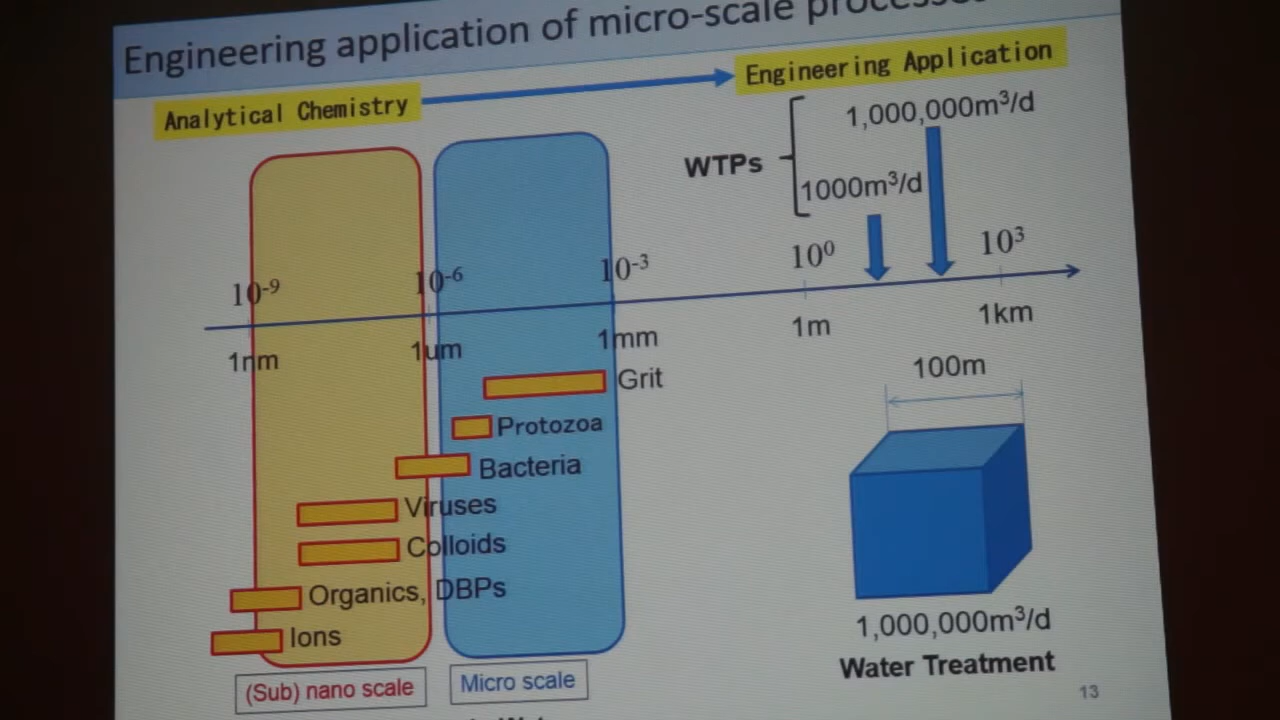 Engineering application of micro-scale processes
Analytical Chemistry
Engineering Application
WTPs
1,000,000m³/d
1000m³/d
10⁻⁹
10⁻⁶
10⁻³
10⁰
10³
1nm
1um
1mm
1m
1km
Grit
Protozoa
Bacteria
Viruses
Colloids
Organics, DBPs
Ions
(Sub) nano scale
Micro scale
100m
1,000,000m³/d
Water Treatment
13